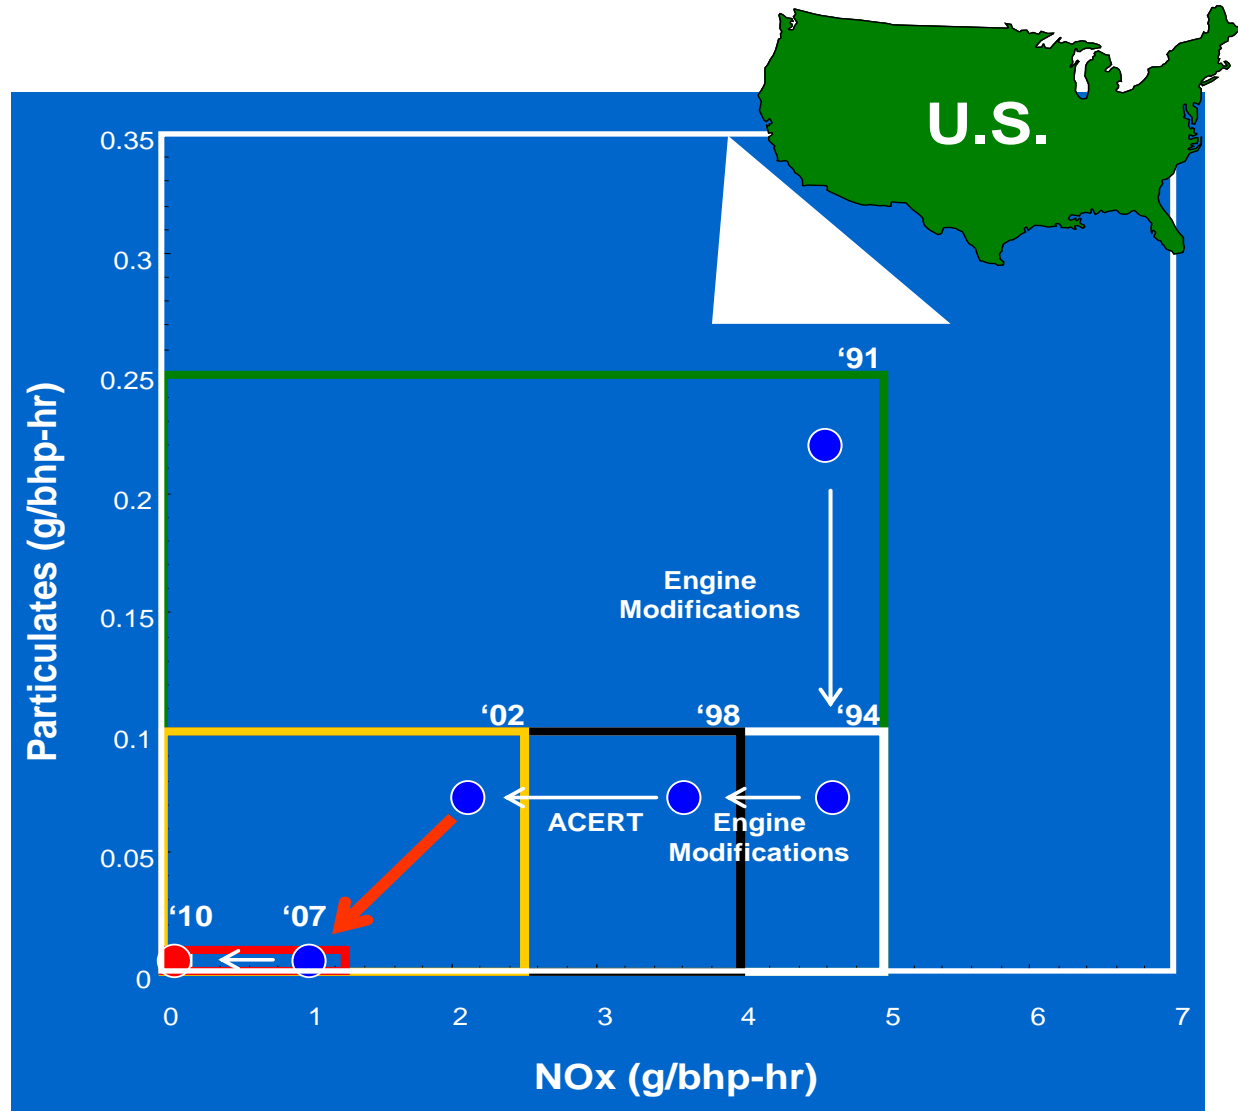 U.S.
0.35
0.3
0.25
0.2
0.15
0.1
0.05
0
Particulates (g/bhp-hr)
‘91
Engine
Modifications
‘02
‘98
‘94
ACERT
Engine
Modifications
‘10
‘07
0 1 2 3 4 5 6 7
NOx (g/bhp-hr)